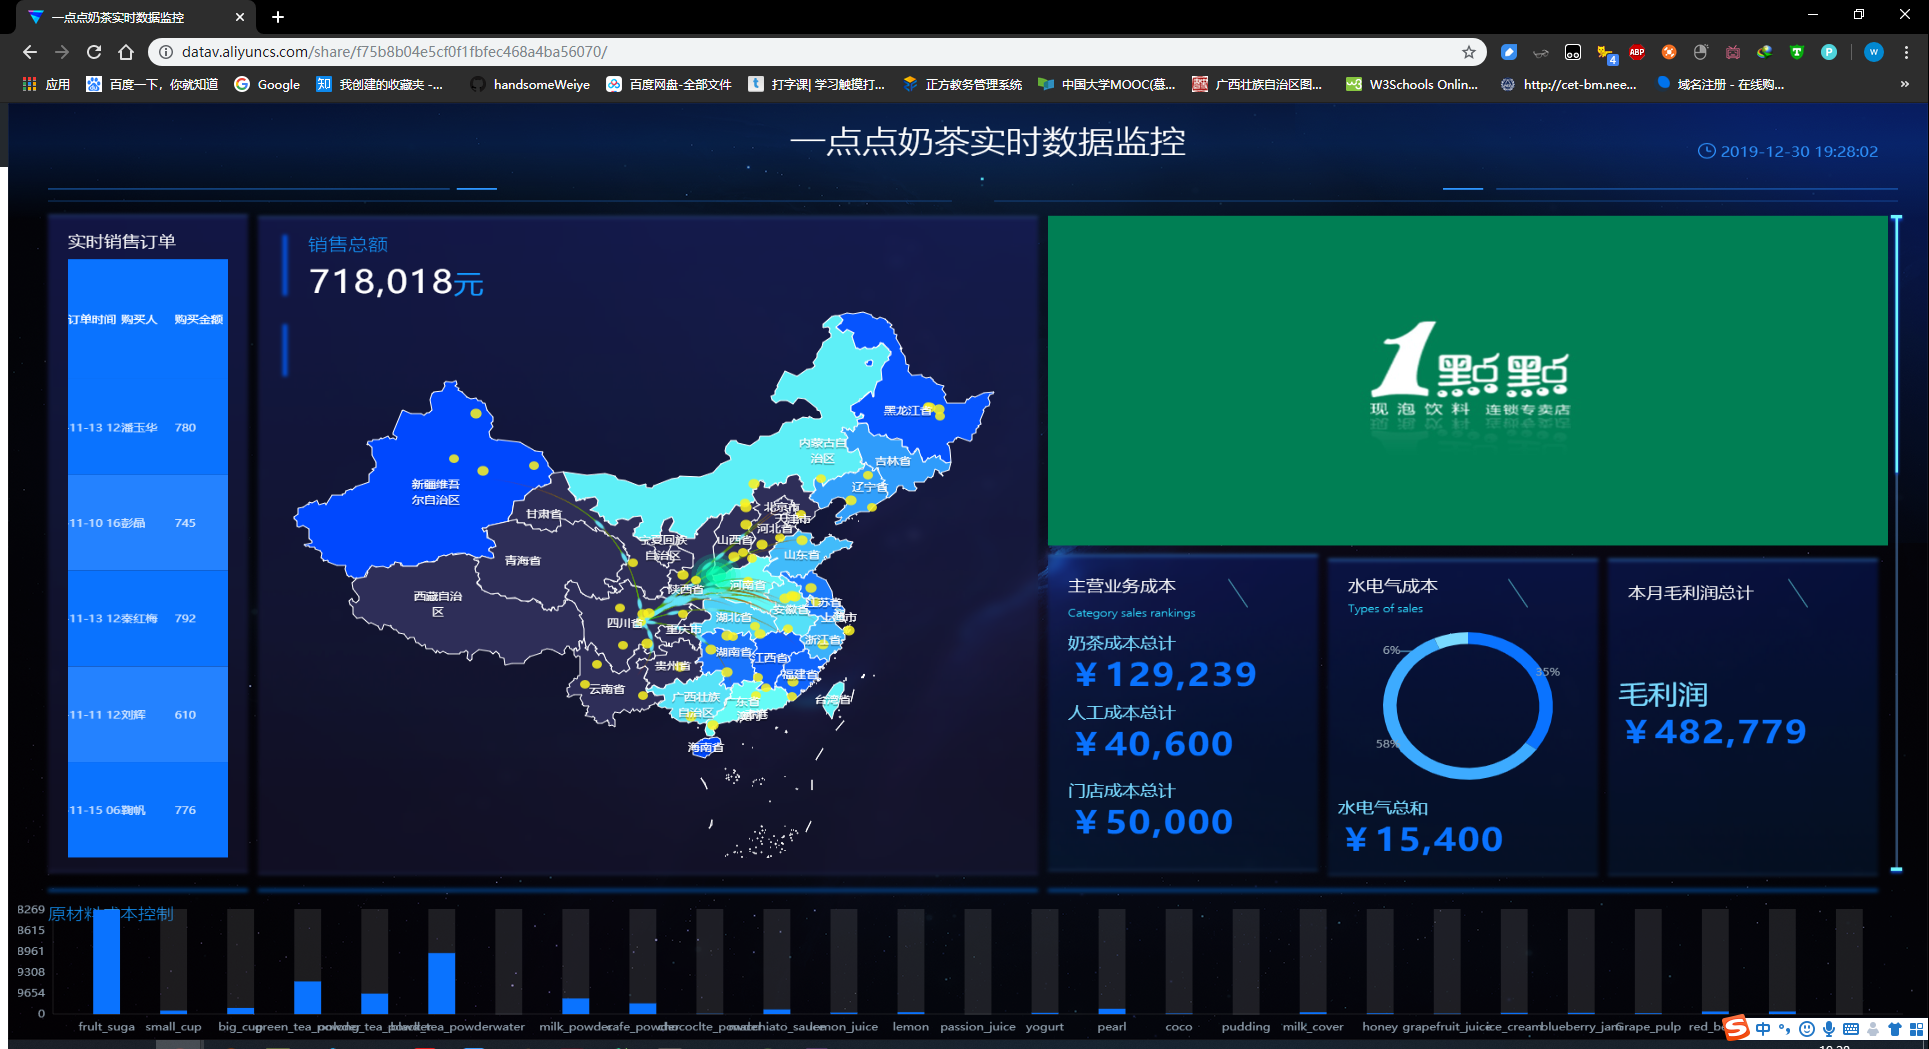 一点点奶茶实时数据监控
datav.aliyuncs.com/share/f75b8b04e5cf0f1fbfec468a4ba56070/
4
ABP
W
应用
百度一下，你就知道
Google
知
我创建的收藏夹 -...
handsomeWeiye
百度网盘-全部文件
打字课| 学习触摸打...
正方教务管理系统
中国大学MOOC(慕...
广西壮族自治区图...
W3Schools Onlin...
http://cet-bm.nee...
域名注册 - 在线购...
»
一点点奶茶实时数据监控
2019-12-30 19:28:02
实时销售订单
订单时间 购买人 购买金额
11-13 12潘玉华 780
11-10 16彭晶 745
11-13 12秦红梅 792
11-11 12刘辉 610
11-15 06鞠帆 776
销售总额
718,018元
黑龙江省
内蒙古自
治区
吉林省
辽宁省
新疆维吾
尔自治区
甘肃省
北京市
天津市
河北省
山西省
宁夏回族
自治区
山东省
青海省
陕西省
河南省
西藏自治
区
江苏省
安徽省
湖北省
上海市
四川省
重庆市
浙江省
湖南省
江西省
贵州省
福建省
云南省
广西壮族
自治区
广东省
台湾省
海南省
1點點
现泡饮料 连锁专卖店
主营业务成本
Category sales rankings
奶茶成本总计
¥129,239
人工成本总计
¥40,600
门店成本总计
¥50,000
水电气成本
Types of sales
6%
35%
58%
水电气总和
¥15,400
本月毛利润总计
毛利润
¥482,779
原材料成本控制
8269
8615
8961
9308
9654
0
fruit_suga
small_cup
big_cup
green_tea_powder
water
milk_powder
cafe_powder
lemon
passion_juice
yogurt
pearl
coco
pudding
milk_cover
honey
grapefruit_juice
ice_cream
blueberry_jam
Grape_pulp
中